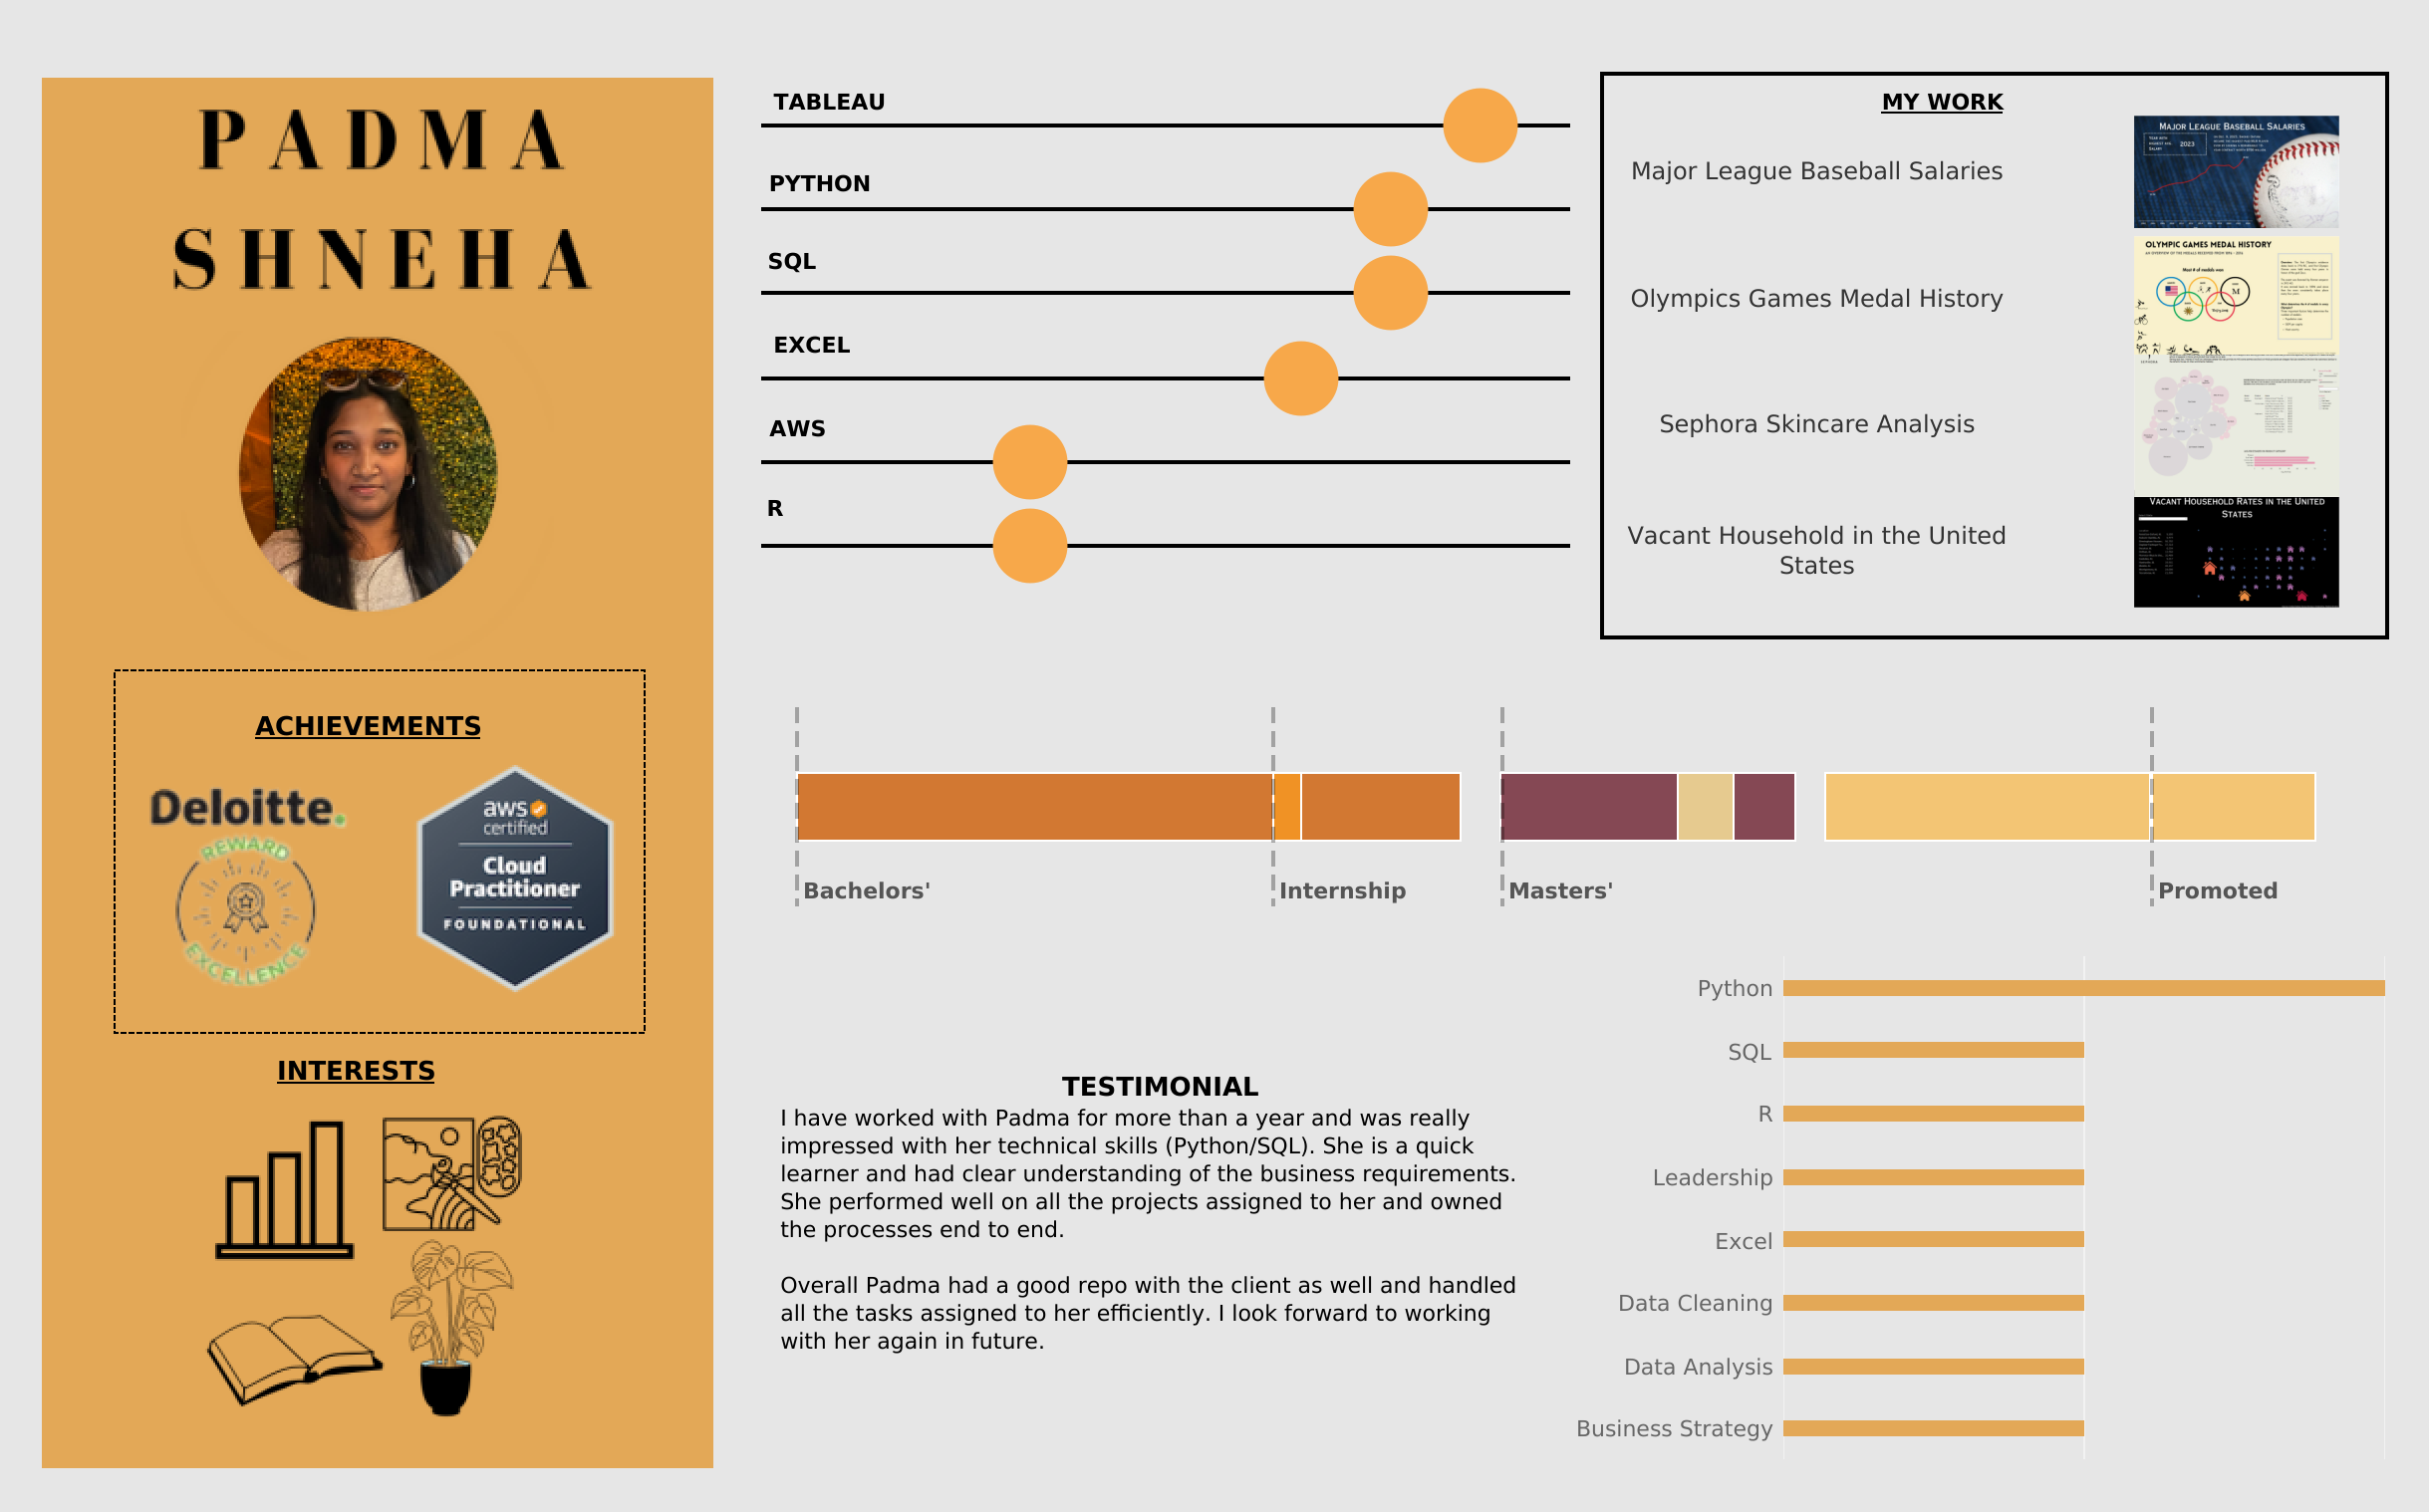 PADMA
SHNEHA
ACHIEVEMENTS
Deloitte.
REWARD
EXCELLENCE
aws
certified
Cloud
Practitioner
FOUNDATIONAL
INTERESTS
TABLEAU
PYTHON
SQL
EXCEL
AWS
R
MY WORK
Major League Baseball Salaries
Olympics Games Medal History
Sephora Skincare Analysis
Vacant Household in the United
States
MAJOR LEAGUE BASEBALL SALARIES
2023
OLYMPIC GAMES MEDAL HISTORY
Most # of medals won
VACANT HOUSEHOLD RATES IN THE UNITED
STATES
Bachelors'
Internship
Masters'
Promoted
TESTIMONIAL
I have worked with Padma for more than a year and was really
impressed with her technical skills (Python/SQL). She is a quick
learner and had clear understanding of the business requirements.
She performed well on all the projects assigned to her and owned
the processes end to end.
Overall Padma had a good repo with the client as well and handled
all the tasks assigned to her efficiently. I look forward to working
with her again in future.
Python
SQL
R
Leadership
Excel
Data Cleaning
Data Analysis
Business Strategy